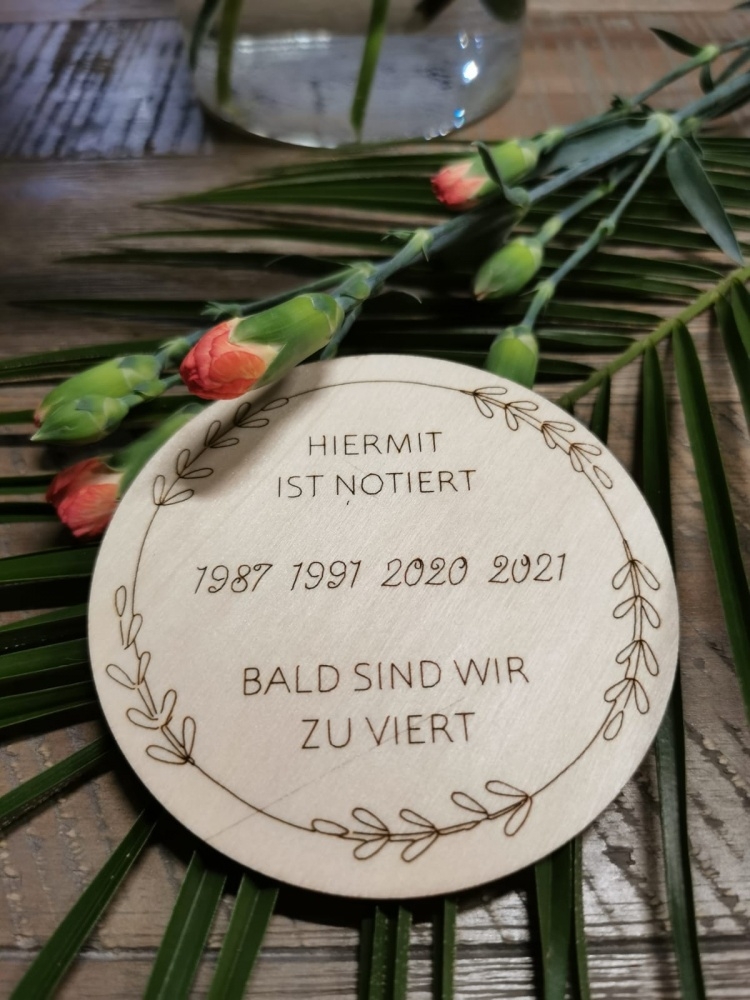 HIERMIT
IST NOTIERT
1987 1991 2020 2021
BALD SIND WIR
ZU VIERT